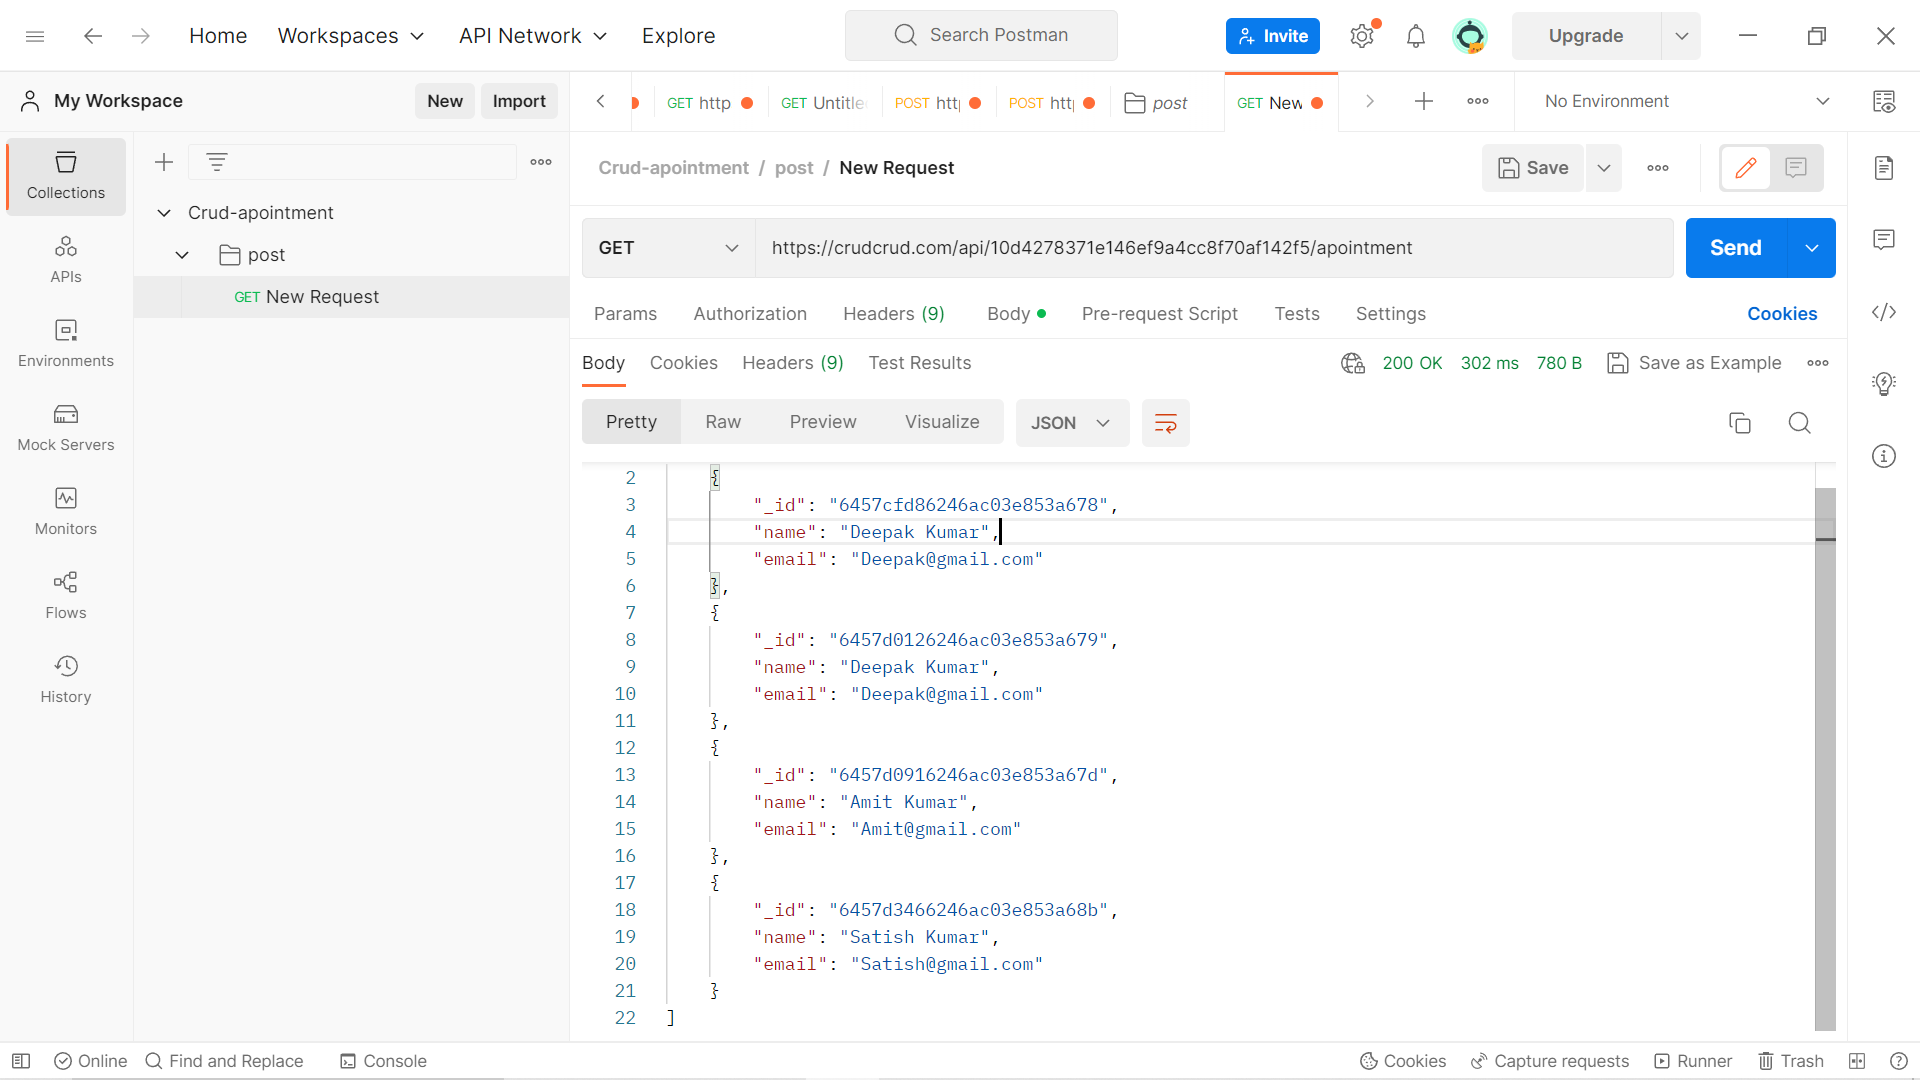 Home Workspaces API Network Explore Search Postman Invite Upgrade
My Workspace New Import
GET http GET Untitle POST htt POST htt post GET New No Environment
Collections
APIs
Environments
Mock Servers
Monitors
Flows
History
Crud-apointment
post
GET New Request
Crud-apointment / post / New Request Save
GET https://crudcrud.com/api/10d4278371e146ef9a4cc8f70af142f5/apointment Send
Params Authorization Headers (9) Body Pre-request Script Tests Settings Cookies
Body Cookies Headers (9) Test Results 200 OK 302 ms 780 B Save as Example
Pretty Raw Preview Visualize JSON
2 {
3 "_id": "6457cfd86246ac03e853a678",
4 "name": "Deepak Kumar",
5 "email": "Deepak@gmail.com"
6 },
7 {
8 "_id": "6457d0126246ac03e853a679",
9 "name": "Deepak Kumar",
10 "email": "Deepak@gmail.com"
11 },
12 {
13 "_id": "6457d0916246ac03e853a67d",
14 "name": "Amit Kumar",
15 "email": "Amit@gmail.com"
16 },
17 {
18 "_id": "6457d3466246ac03e853a68b",
19 "name": "Satish Kumar",
20 "email": "Satish@gmail.com"
21 }
22 ]
Online Find and Replace Console Cookies Capture requests Runner Trash